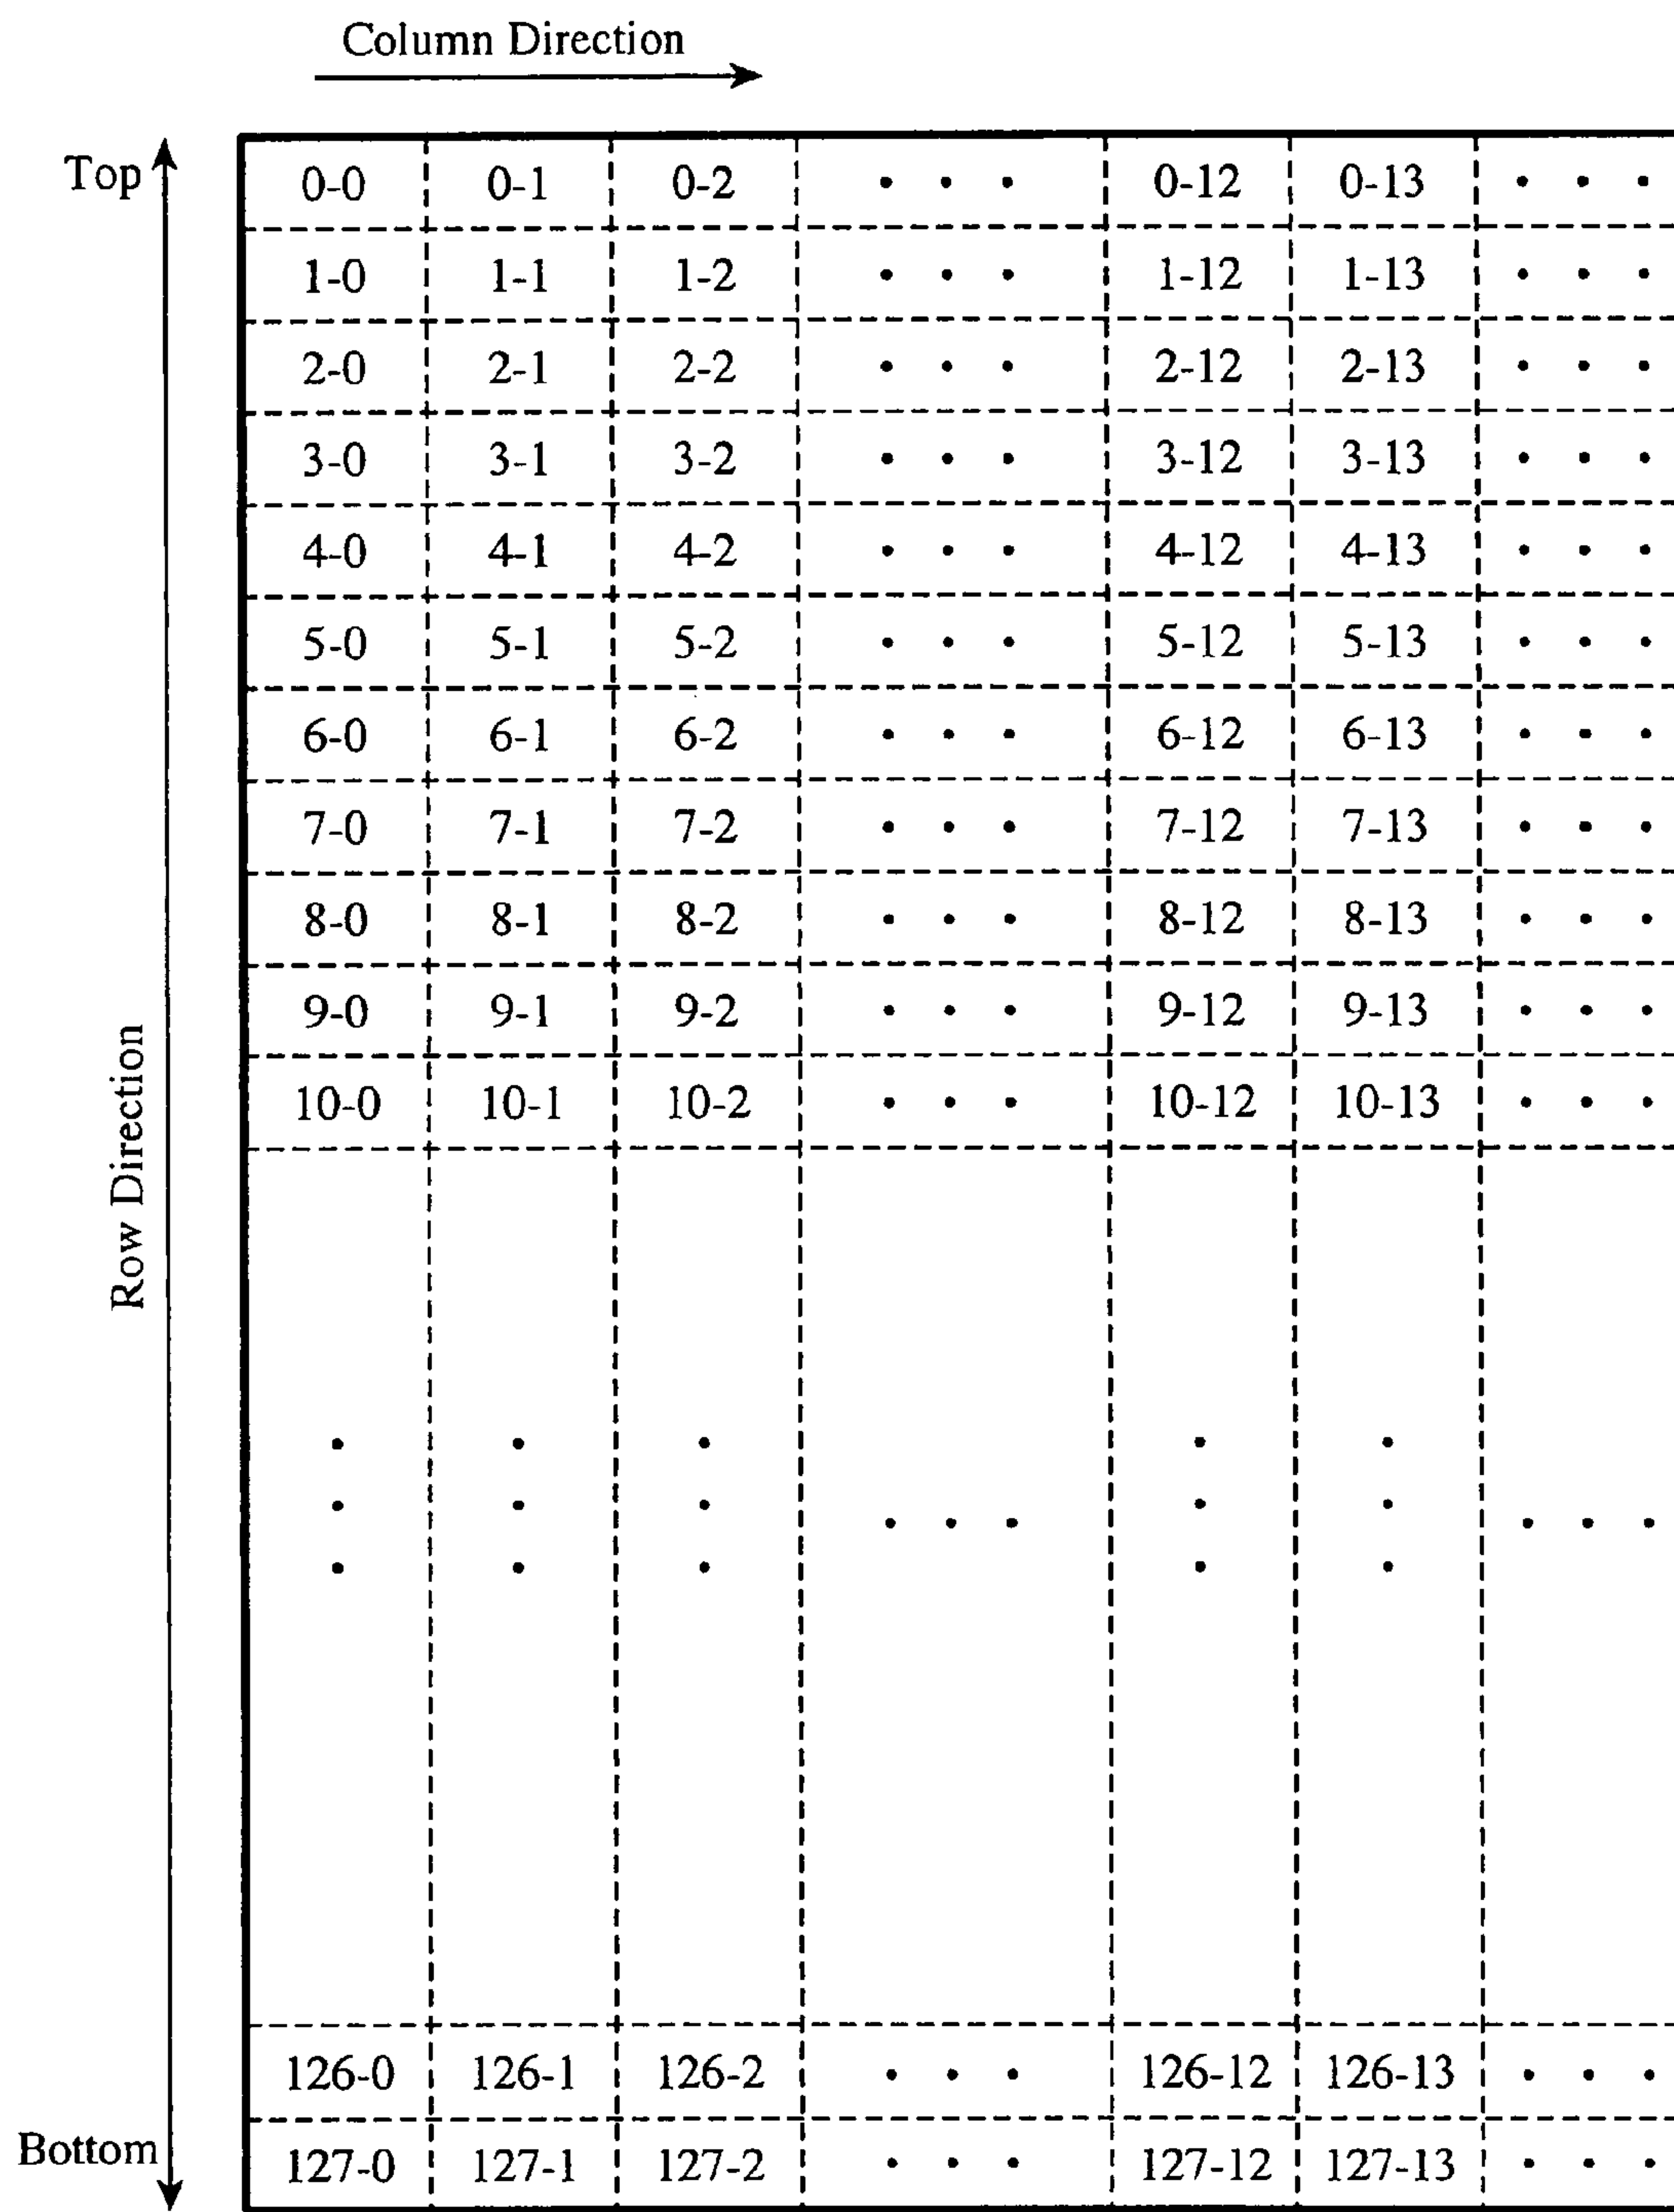 Column Direction
Top
0-0 0-1 0-2 • • • 0-12 0-13 • • •
1-0 1-1 1-2 • • • 1-12 1-13 • • •
2-0 2-1 2-2 • • • 2-12 2-13 • • •
3-0 3-1 3-2 • • • 3-12 3-13 • • •
4-0 4-1 4-2 • • • 4-12 4-13 • • •
5-0 5-1 5-2 • • • 5-12 5-13 • • •
6-0 6-1 6-2 • • • 6-12 6-13 • • •
7-0 7-1 7-2 • • • 7-12 7-13 • • •
8-0 8-1 8-2 • • • 8-12 8-13 • • •
9-0 9-1 9-2 • • • 9-12 9-13 • • •
10-0 10-1 10-2 • • • 10-12 10-13 • • •
Row Direction
126-0 126-1 126-2 • • • 126-12 126-13 • • •
Bottom
127-0 127-1 127-2 • • • 127-12 127-13 • • •